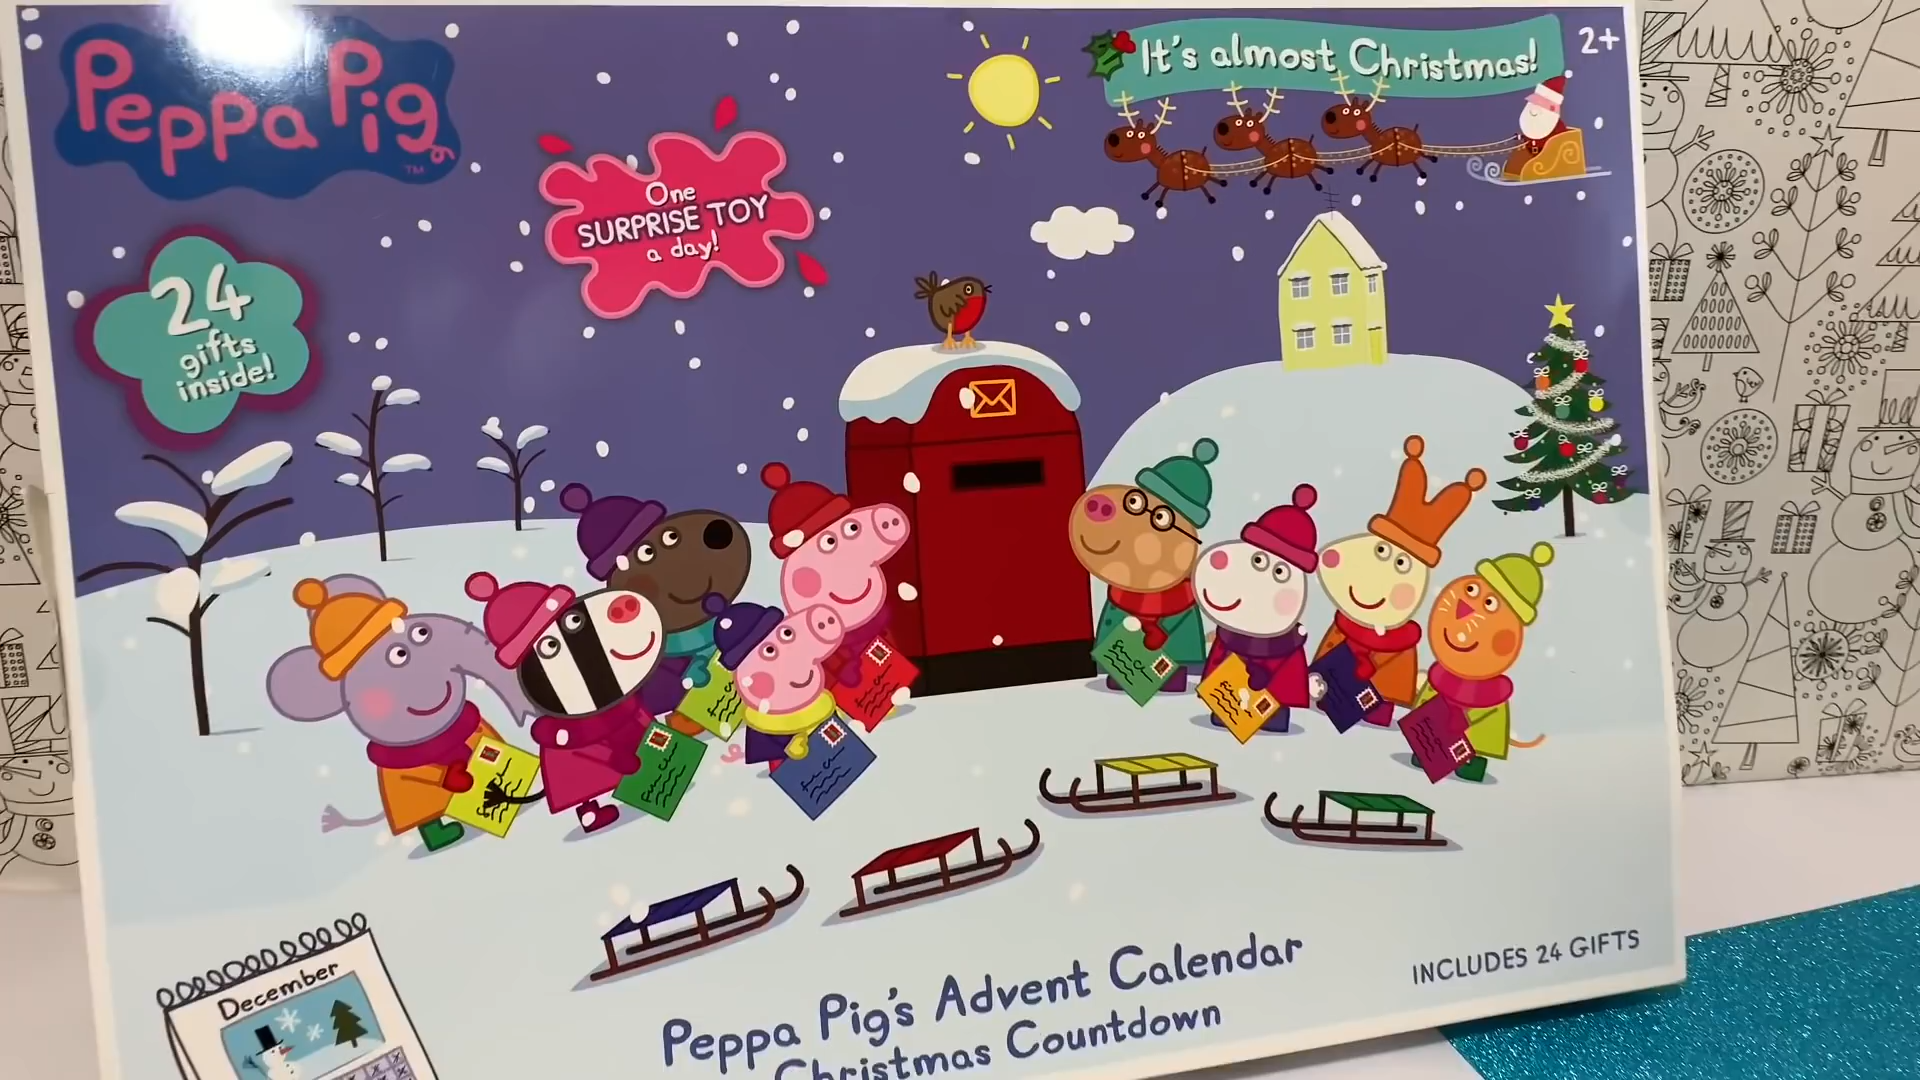 Peppa Pig™
It's almost Christmas!
2+
One
SURPRISE TOY
a day!
24
gifts
inside!
December
Peppa Pig's Advent Calendar
Christmas Countdown
INCLUDES 24 GIFTS